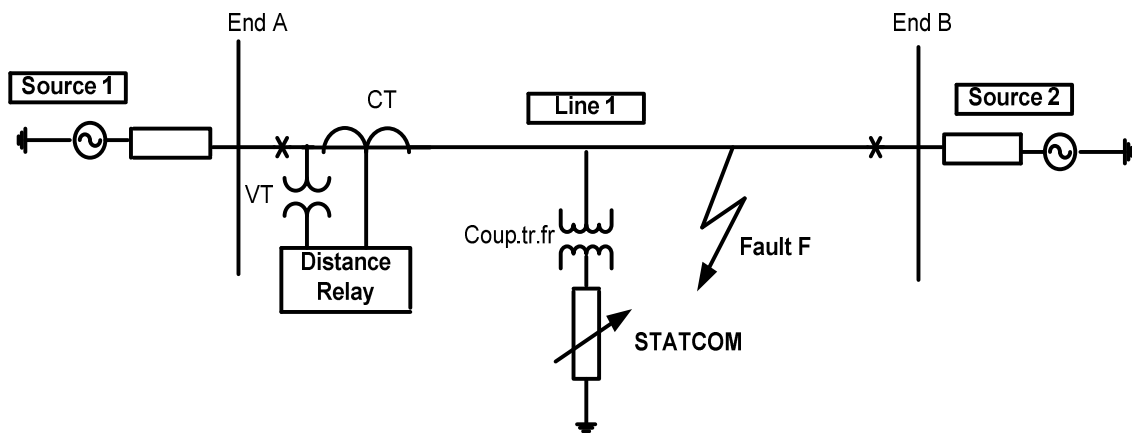 End A
End B
Source 1
CT
Line 1
Source 2
VT
Coup.tr.fr
Fault F
Distance
Relay
STATCOM